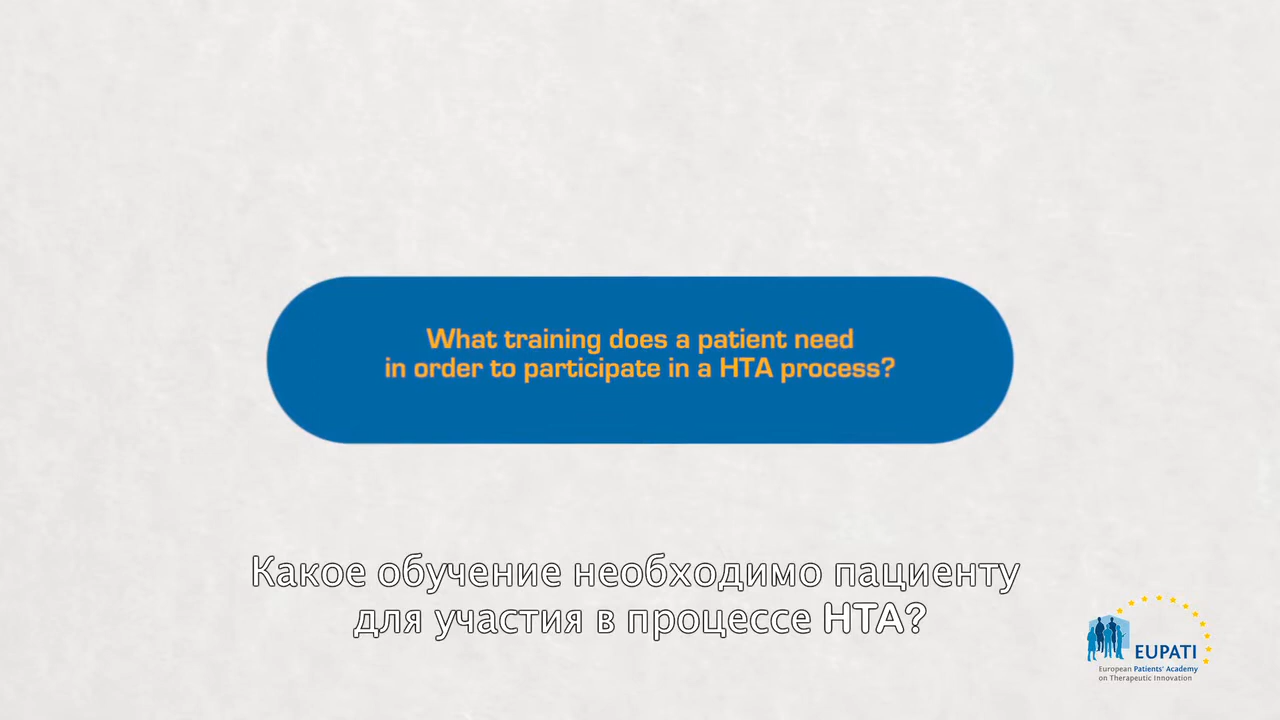 What training does a patient need
in order to participate in a HTA process?
Какое обучение необходимо пациенту
для участия в процессе HTA?
EUPATI
European Patients' Academy
on Therapeutic Innovation